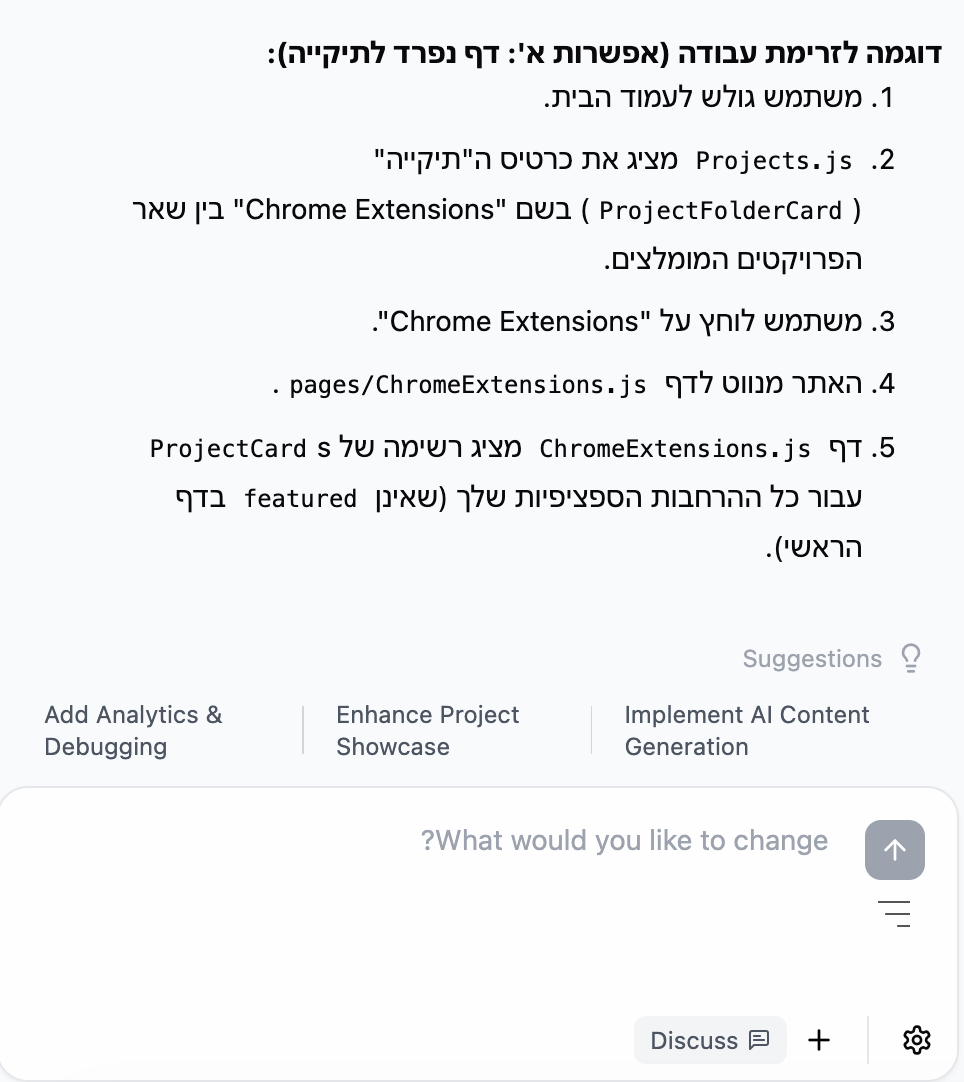 דוגמה לזרימת עבודה (אפשרות א': דף נפרד לתיקייה):
1. משתמש גולש לעמוד הבית.
2. Projects.js מציג את כרטיס ה"תיקייה"
( ProjectFolderCard ) בשם "Chrome Extensions" בין שאר
הפרויקטים המומלצים.
3. משתמש לוחץ על "Chrome Extensions".
4. האתר מנווט לדף pages/ChromeExtensions.js .
5. דף ChromeExtensions.js מציג רשימה של ProjectCard s
עבור כל ההרחבות הספציפיות שלך (שאינן featured בדף
הראשי).
Suggestions
Add Analytics &
Debugging
Enhance Project
Showcase
Implement AI Content
Generation
?What would you like to change
Discuss